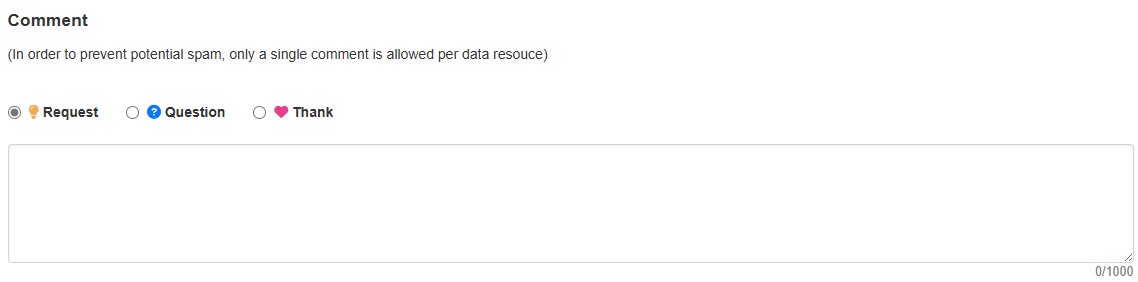 Comment
(In order to prevent potential spam, only a single comment is allowed per data resouce)
Request ? Question Thank
0/1000